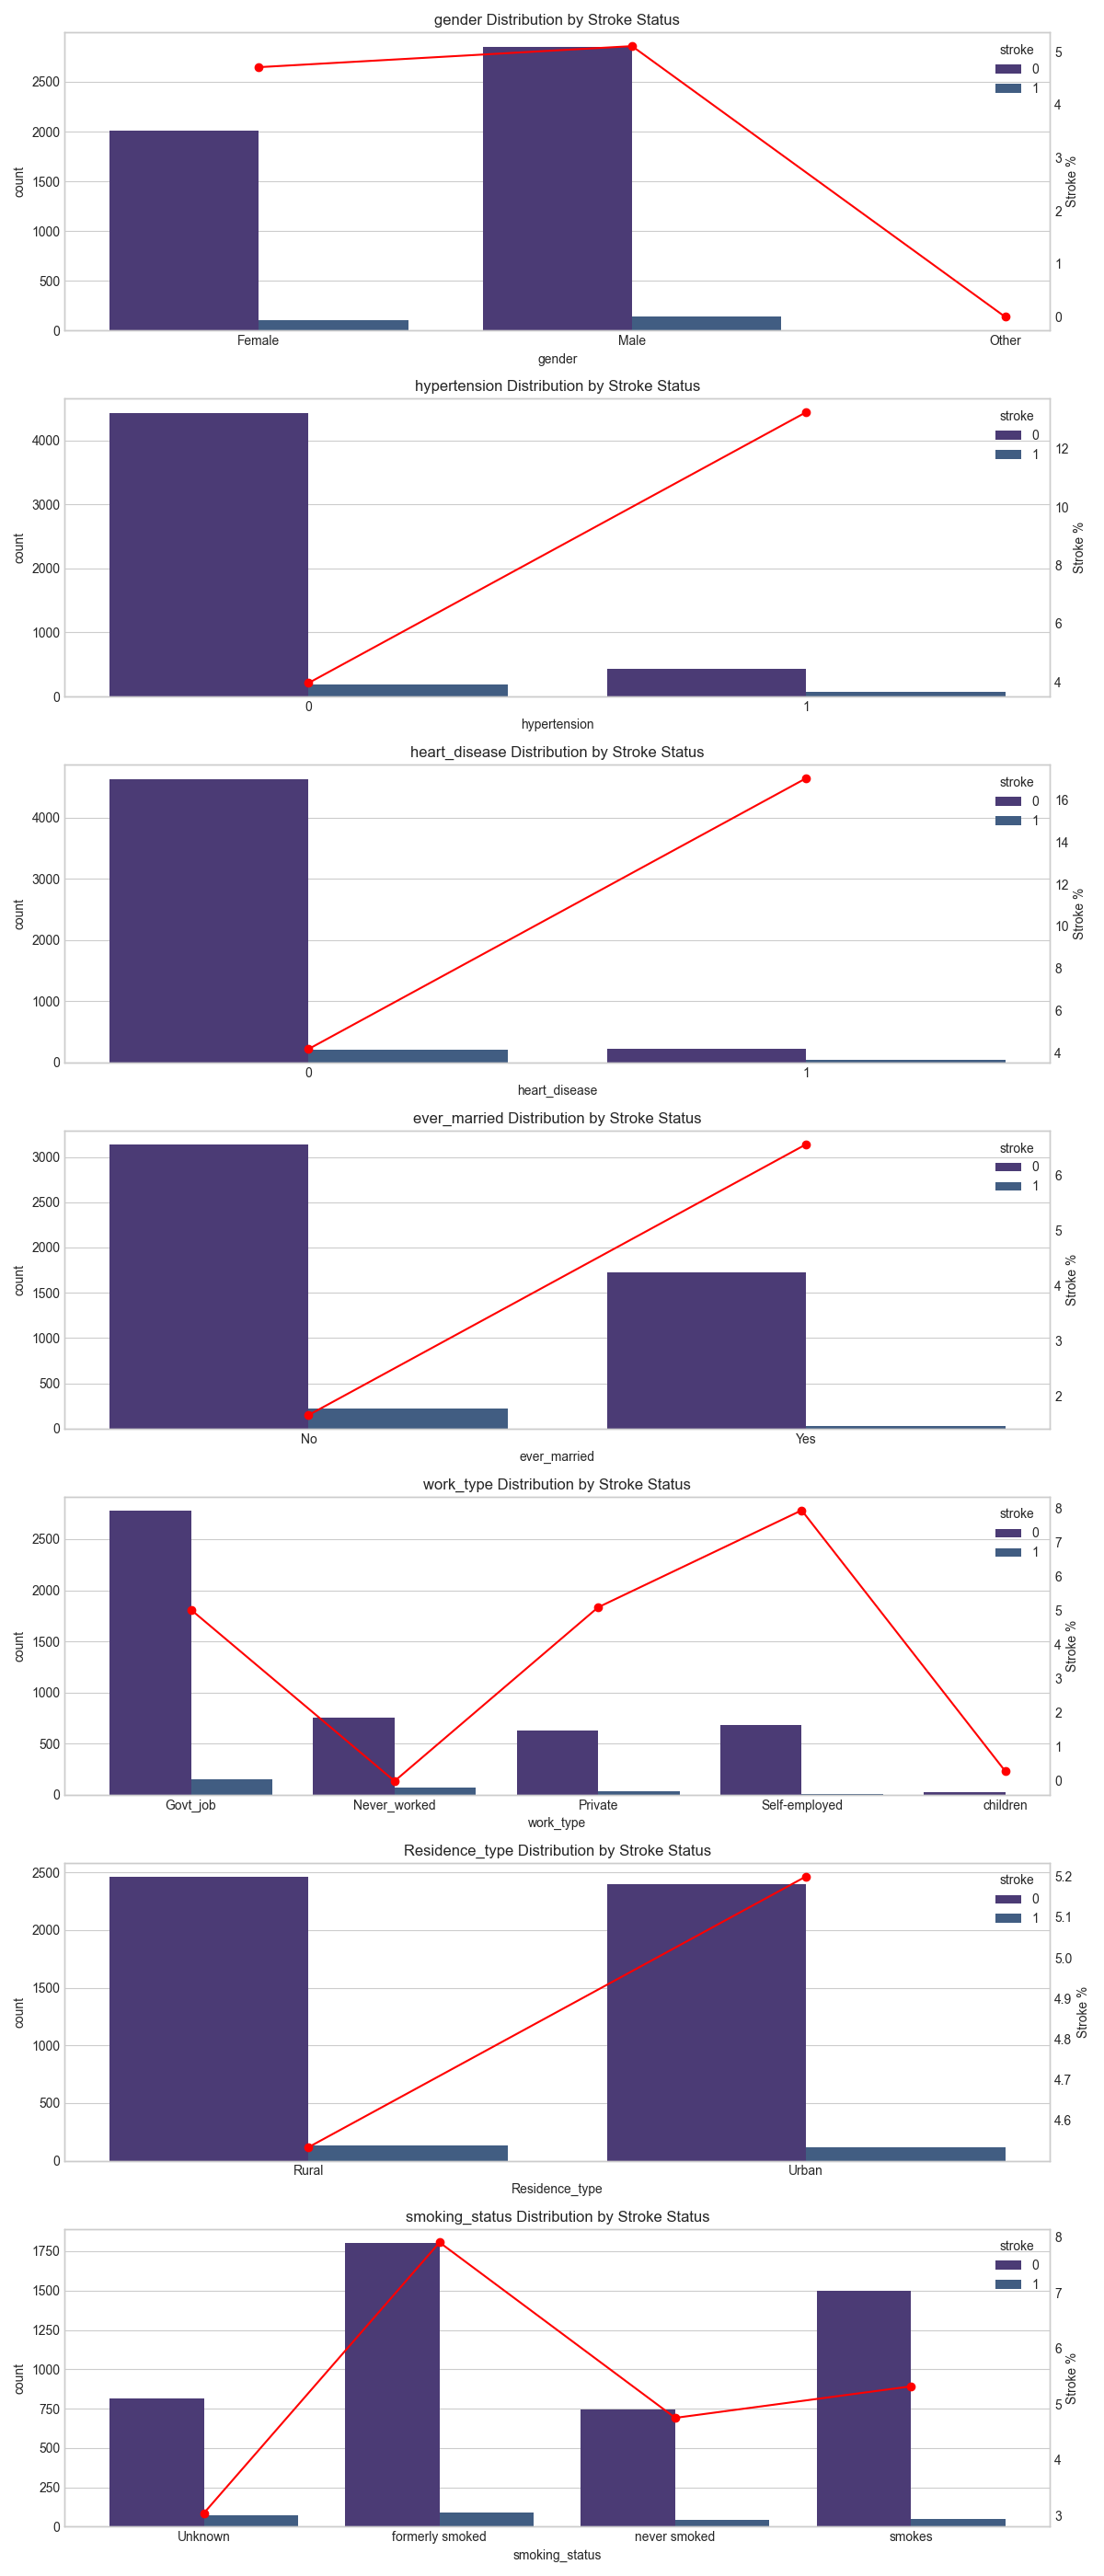 gender Distribution by Stroke Status
stroke
0
1
2500
2000
1500
1000
500
0
count
5
4
3
2
1
0
Stroke %
Female Male Other
gender
hypertension Distribution by Stroke Status
stroke
0
1
4000
3000
2000
1000
0
count
12
10
8
6
4
Stroke %
0 1
hypertension
heart_disease Distribution by Stroke Status
stroke
0
1
4000
3000
2000
1000
0
count
16
14
12
10
8
6
4
Stroke %
0 1
heart_disease
ever_married Distribution by Stroke Status
stroke
0
1
3000
2500
2000
1500
1000
500
0
count
6
5
4
3
2
Stroke %
No Yes
ever_married
work_type Distribution by Stroke Status
stroke
0
1
2500
2000
1500
1000
500
0
count
8
7
6
5
4
3
2
1
0
Stroke %
Govt_job Never_worked Private Self-employed children
work_type
Residence_type Distribution by Stroke Status
stroke
0
1
2500
2000
1500
1000
500
0
count
5.2
5.1
5.0
4.9
4.8
4.7
4.6
Stroke %
Rural Urban
Residence_type
smoking_status Distribution by Stroke Status
stroke
0
1
1750
1500
1250
1000
750
500
250
0
count
8
7
6
5
4
3
Stroke %
Unknown formerly smoked never smoked smokes
smoking_status